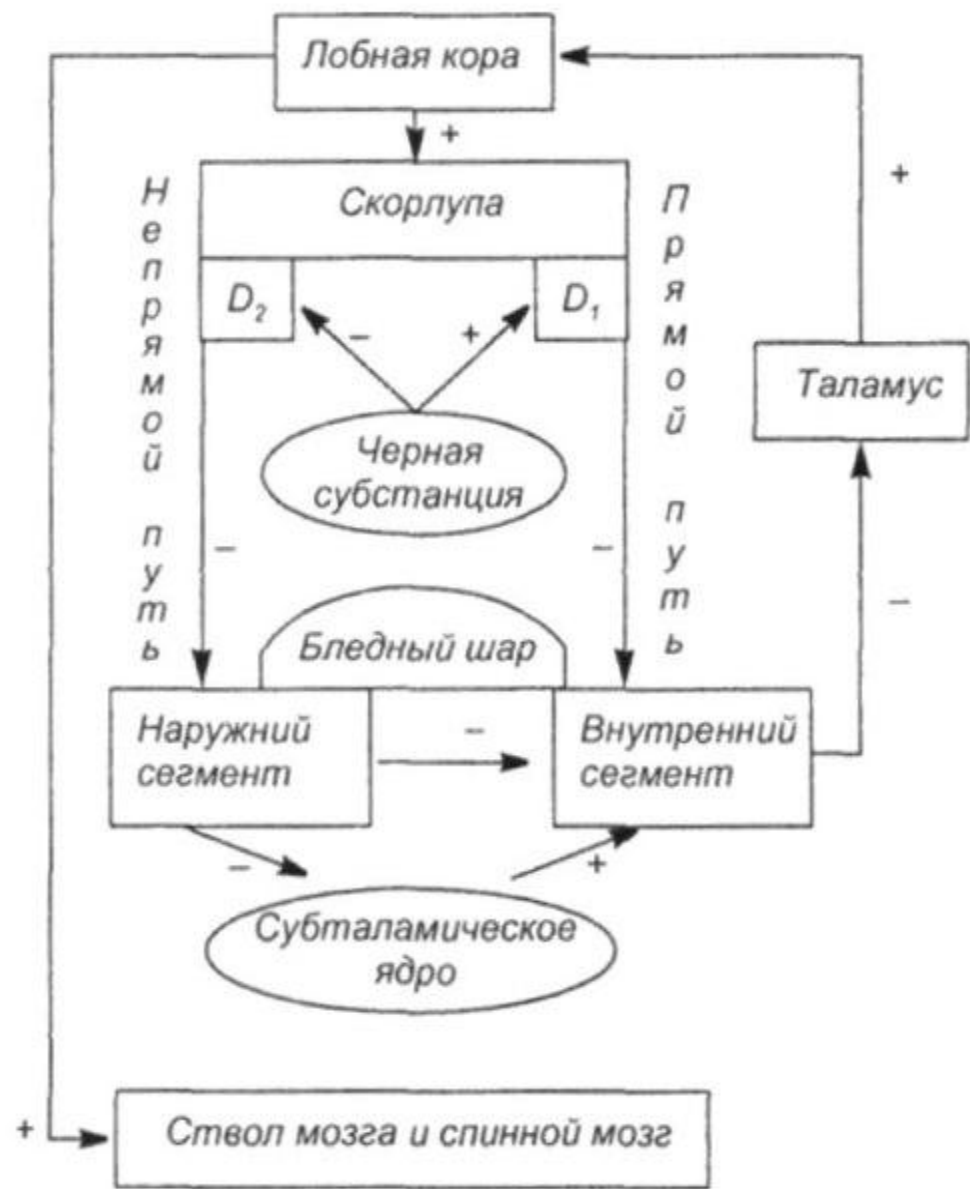 Лобная кора
+
Скорлупа
+
Непрямой путь
Прямой путь
D₂
D₁
–
+
Таламус
Черная
субстанция
–
–
–
Бледный шар
Наружний
сегмент
–
Внутренний
сегмент
–
+
Субталамическое
ядро
+
Ствол мозга и спинной мозг